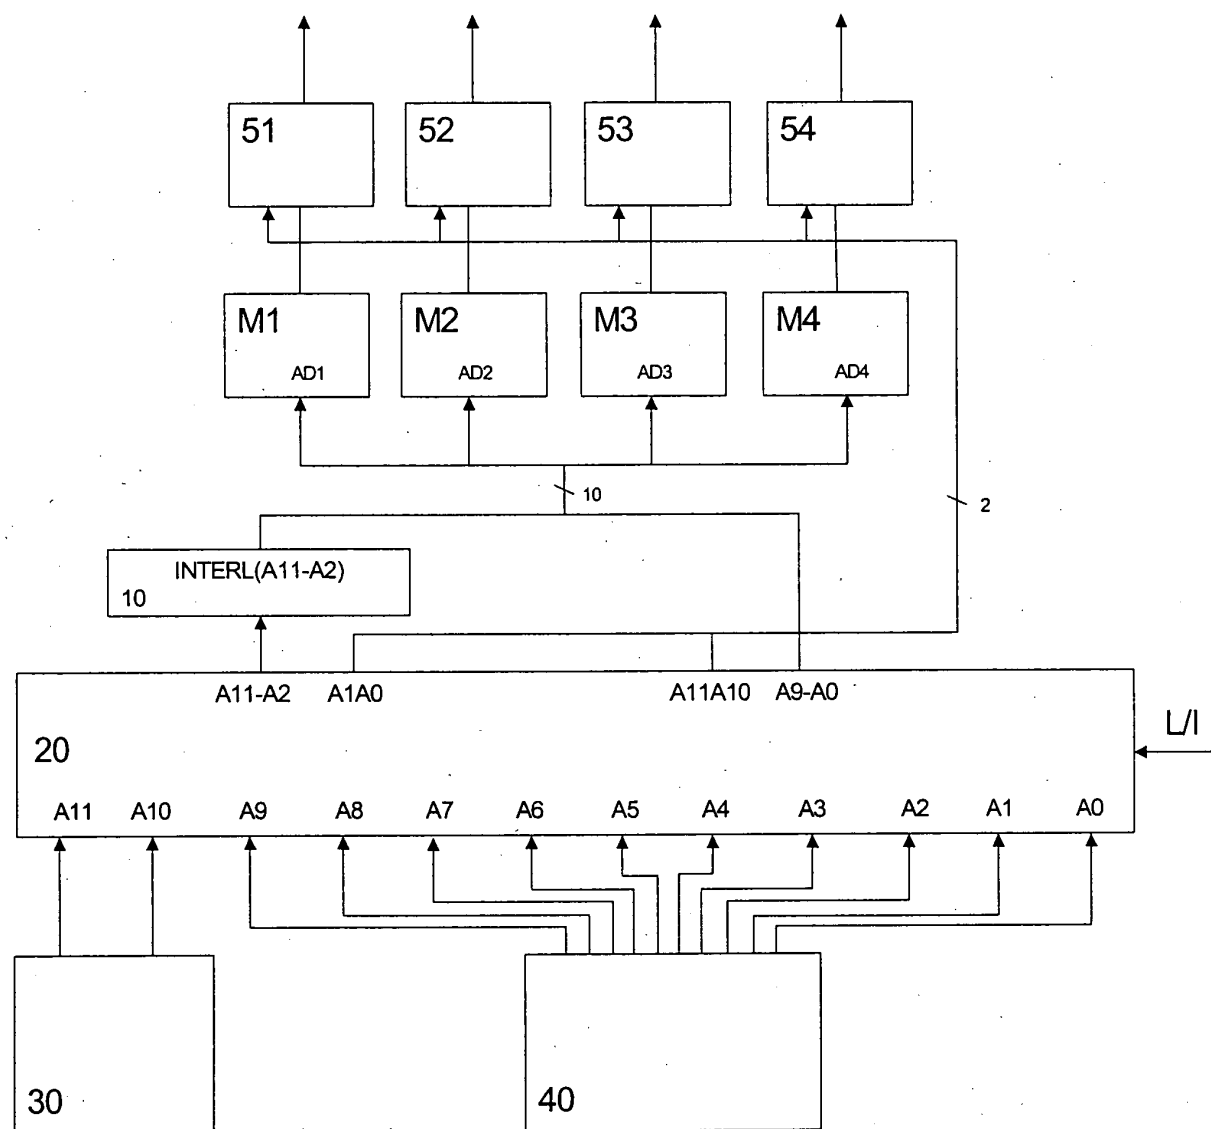 51 52 53 54
M1 M2 M3 M4
AD1 AD2 AD3 AD4
10 2
INTERL(A11-A2)
10
A11-A2 A1A0 A11A10 A9-A0
L/I
20
A11 A10 A9 A8 A7 A6 A5 A4 A3 A2 A1 A0
30 40